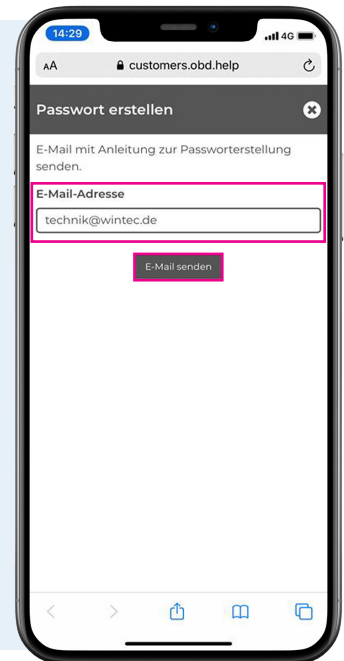 14:29
4G
AA
customers.obd.help
Passwort erstellen
E-Mail mit Anleitung zur Passworterstellung
senden.
E-Mail-Adresse
technik@wintec.de
E-Mail senden